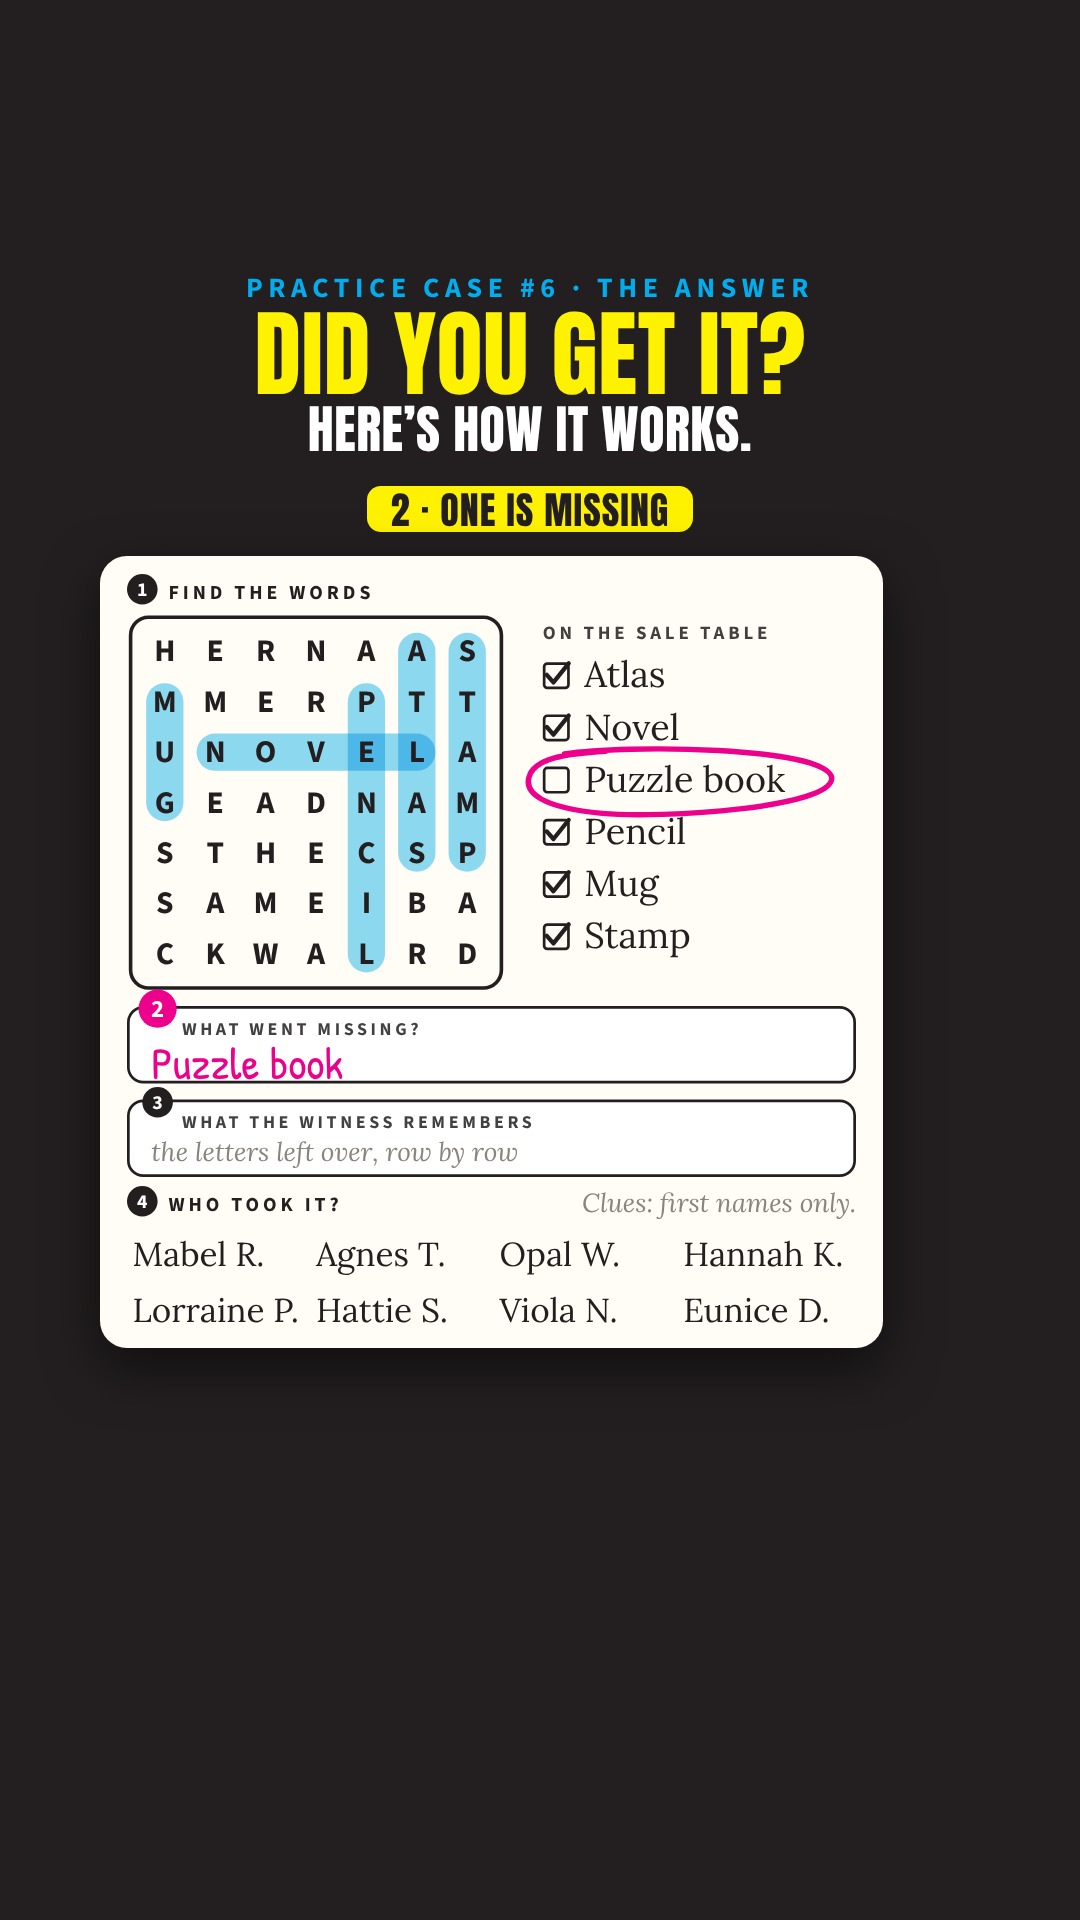 PRACTICE CASE #6 · THE ANSWER
DID YOU GET IT?
HERE’S HOW IT WORKS.
2 · ONE IS MISSING
1 FIND THE WORDS
H E R N A A S
M M E R P T T
U N O V E L A
G E A D N A M
S T H E C S P
S A M E I B A
C K W A L R D
ON THE SALE TABLE
Atlas
Novel
Puzzle book
Pencil
Mug
Stamp
2 WHAT WENT MISSING?
Puzzle book
3 WHAT THE WITNESS REMEMBERS
the letters left over, row by row
4 WHO TOOK IT? Clues: first names only.
Mabel R. Agnes T. Opal W. Hannah K.
Lorraine P. Hattie S. Viola N. Eunice D.